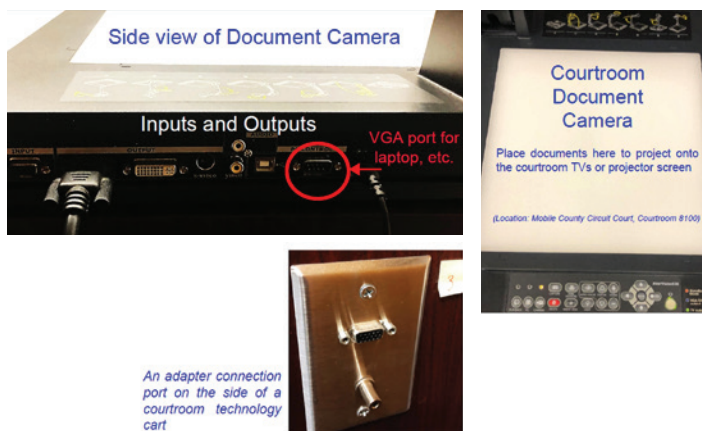 Side view of Document Camera
Inputs and Outputs
INPUT
OUTPUT
VGA port for
laptop, etc.
Courtroom
Document
Camera
Place documents here to project onto
the courtroom TVs or projector screen
(Location: Mobile County Circuit Court, Courtroom 8100)
An adapter connection
port on the side of a
courtroom technology
cart